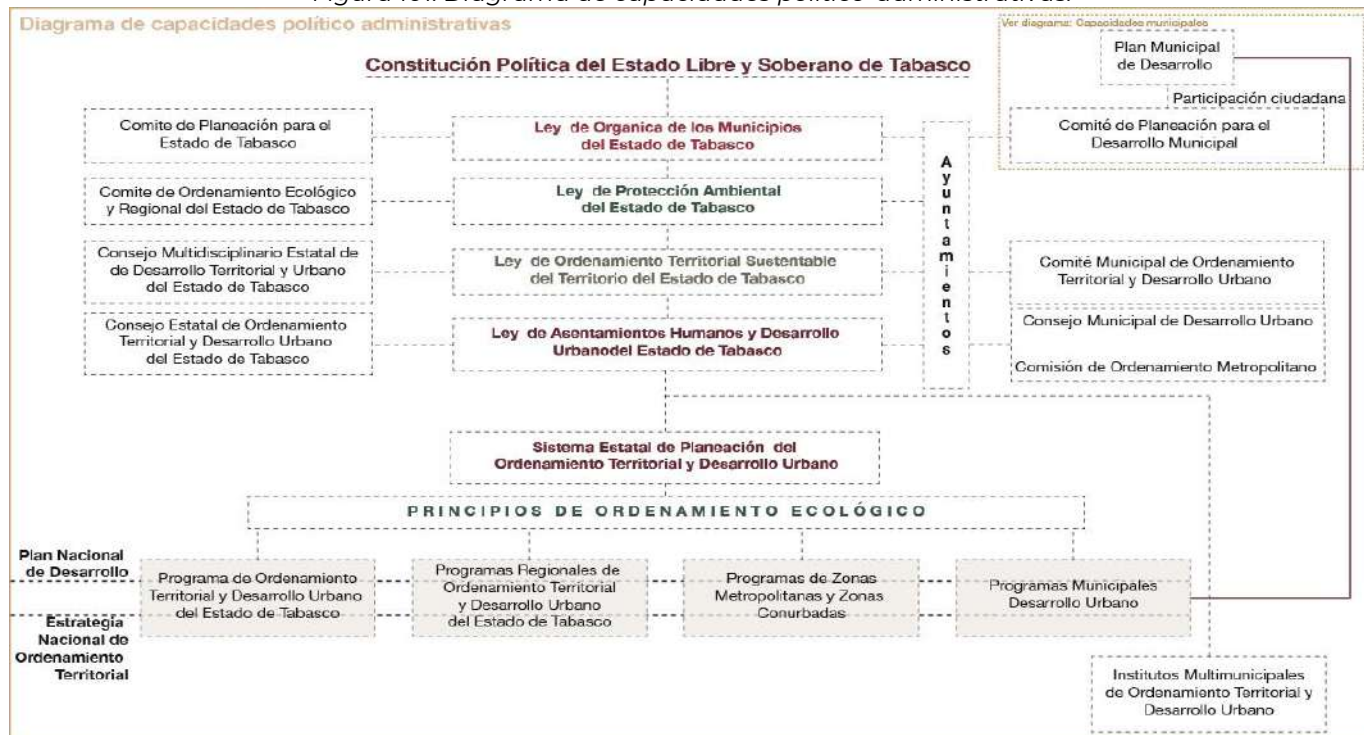 Figura 161. Diagrama de capacidades político-administrativas.
Diagrama de capacidades político administrativas
Ver diagrama: Capacidades municipales
Plan Municipal
de Desarrollo
Participación ciudadana
Constitución Política del Estado Libre y Soberano de Tabasco
Comite de Planeación para el
Estado de Tabasco
Ley de Organica de los Municipios
del Estado de Tabasco
Comité de Planeación para el
Desarrollo Municipal
Ayuntamientos
Comite de Ordenamiento Ecológico
y Regional del Estado de Tabasco
Ley de Protección Ambiental
del Estado de Tabasco
Consejo Multidisciplinario Estatal de
de Desarrollo Territorial y Urbano
del Estado de Tabasco
Ley de Ordenamiento Territorial Sustentable
del Territorio del Estado de Tabasco
Comité Municipal de Ordenamiento
Territorial y Desarrollo Urbano
Consejo Estatal de Ordenamiento
Territorial y Desarrollo Urbano
del Estado de Tabasco
Ley de Asentamientos Humanos y Desarrollo
Urbanodel Estado de Tabasco
Consejo Municipal de Desarrollo Urbano
Comisión de Ordenamiento Metropolitano
Sistema Estatal de Planeación del
Ordenamiento Territorial y Desarrollo Urbano
PRINCIPIOS DE ORDENAMIENTO ECOLÓGICO
Plan Nacional
de Desarrollo
Estrategia
Nacional de
Ordenamiento
Territorial
Programa de Ordenamiento
Territorial y Desarrollo Urbano
del Estado de Tabasco
Programas Regionales de
Ordenamiento Territorial
y Desarrollo Urbano
del Estado de Tabasco
Programas de Zonas
Metropolitanas y Zonas
Conurbadas
Programas Municipales
Desarrollo Urbano
Institutos Multimunicipales
de Ordenamiento Territorial y
Desarrollo Urbano